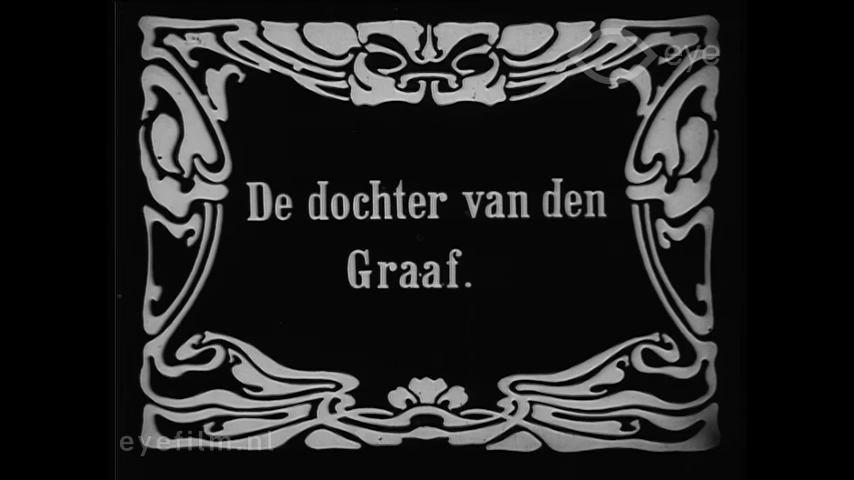 eye
De dochter van den
Graaf.
eyefilm.nl